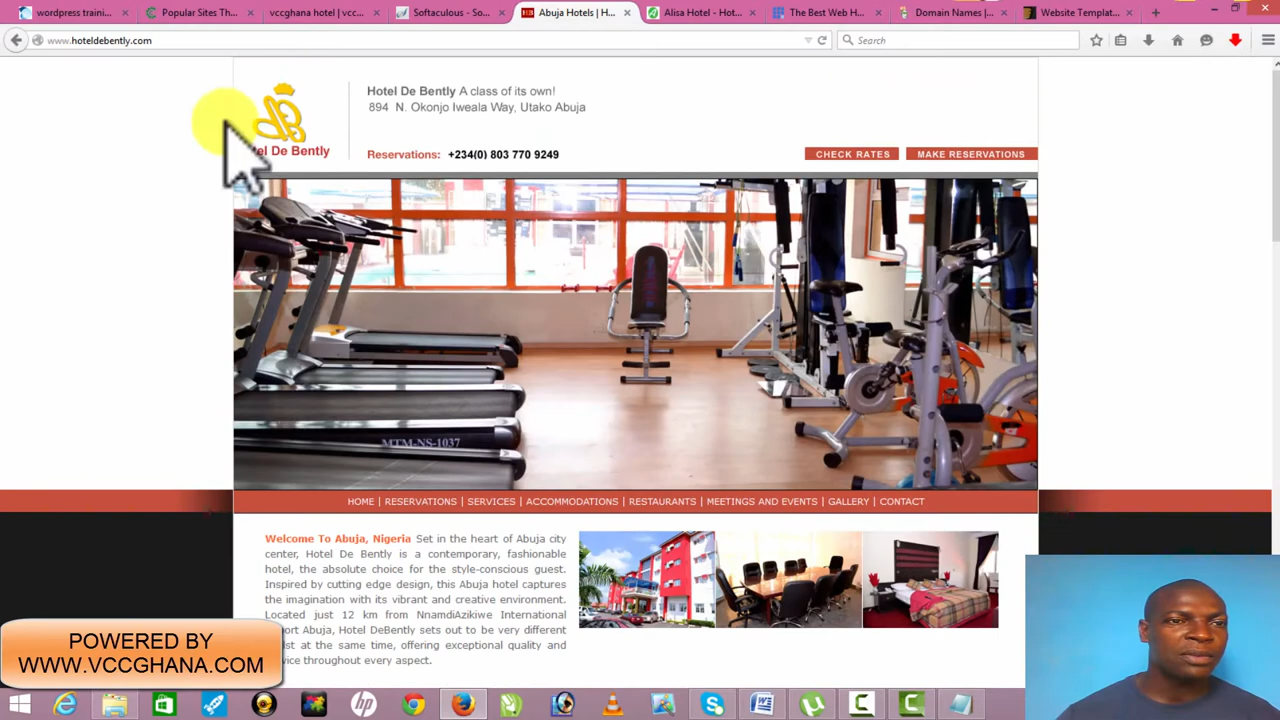 wordpress traini...
Popular Sites Th...
vccghana hotel | vcc...
Softaculous - So...
Abuja Hotels | H...
Alisa Hotel - Hot...
The Best Web H...
Domain Names |...
Website Templat...
www.hoteldebently.com
Search
Hotel De Bently A class of its own!
894 N. Okonjo Iweala Way, Utako Abuja
el De Bently
Reservations: +234(0) 803 770 9249
CHECK RATES
MAKE RESERVATIONS
MTM-NS-1037
HOME | RESERVATIONS | SERVICES | ACCOMMODATIONS | RESTAURANTS | MEETINGS AND EVENTS | GALLERY | CONTACT
Welcome To Abuja, Nigeria Set in the heart of Abuja city
center, Hotel De Bently is a contemporary, fashionable
hotel, the absolute choice for the style-conscious guest.
Inspired by cutting edge design, this Abuja hotel captures
the imagination with its vibrant and creative environment.
Located just 12 km from NnamdiAzikiwe International
ort Abuja, Hotel DeBently sets out to be very different
ist at the same time, offering exceptional quality and
vice throughout every aspect.
POWERED BY
WWW.VCCGHANA.COM